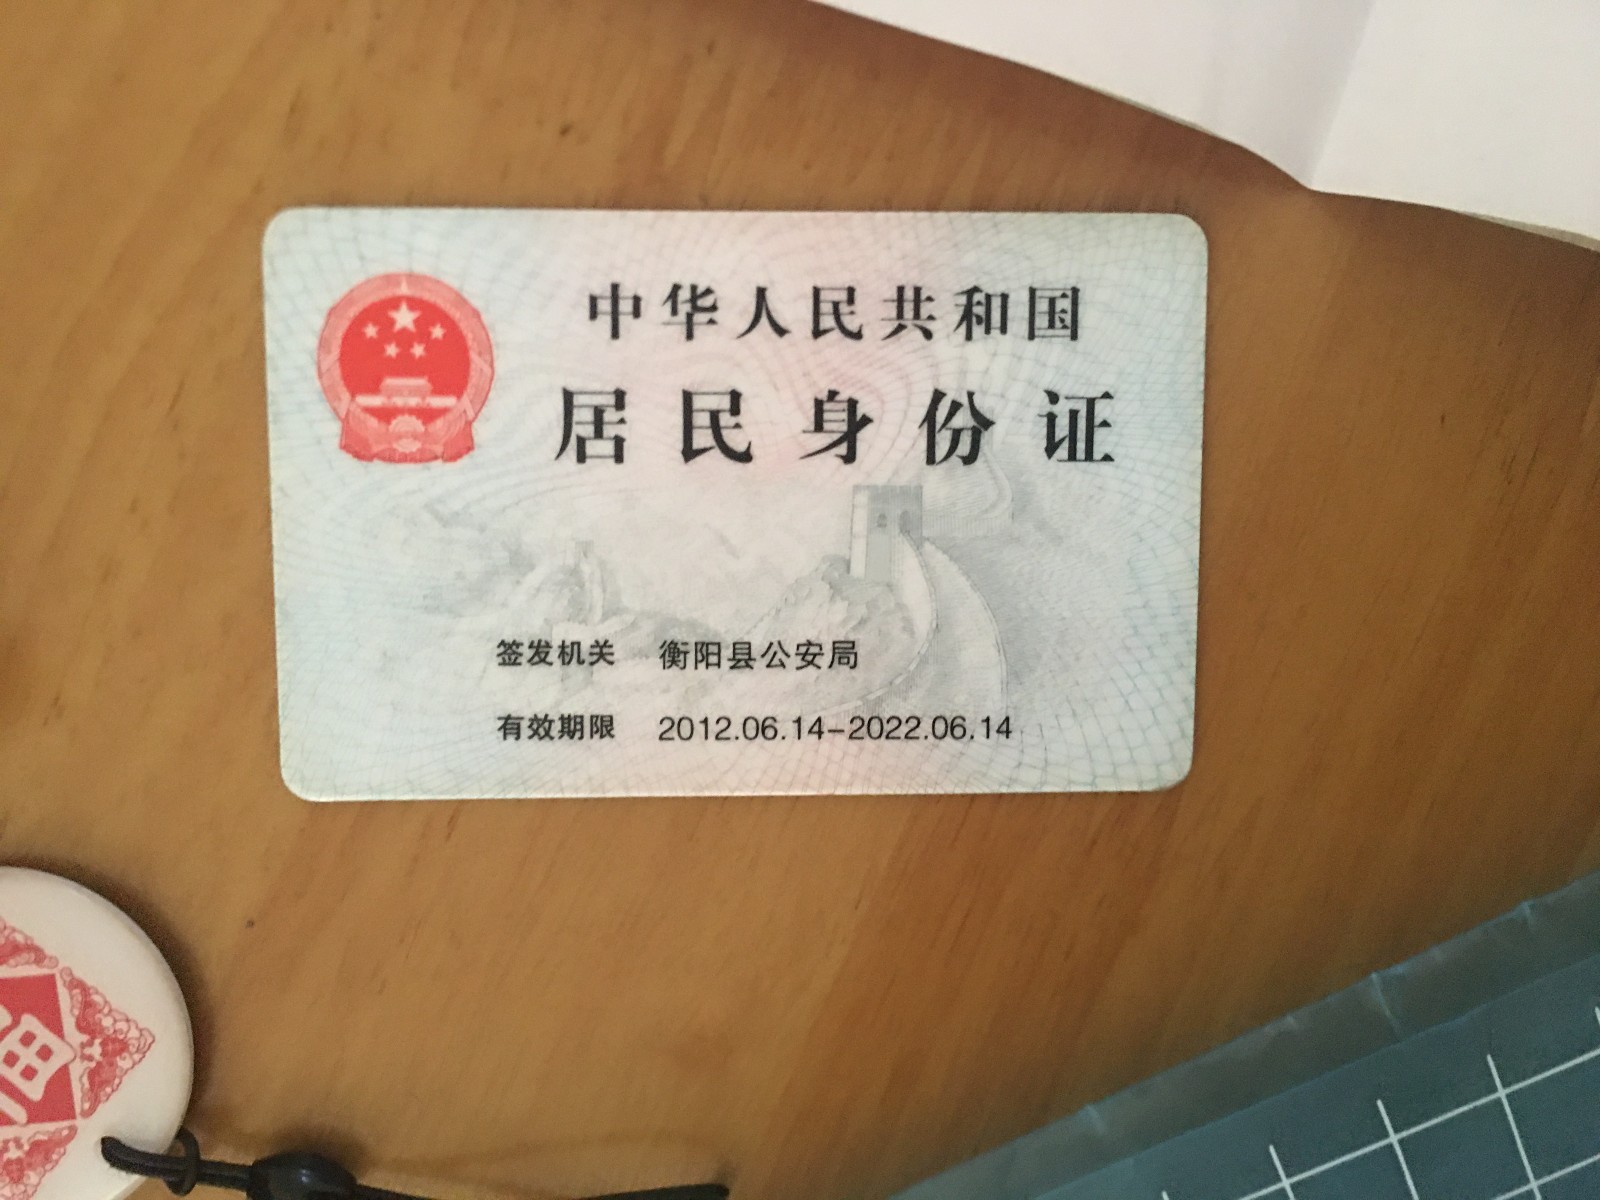 中华人民共和国
居民身份证
签发机关 衡阳县公安局
有效期限 2012.06.14-2022.06.14
福